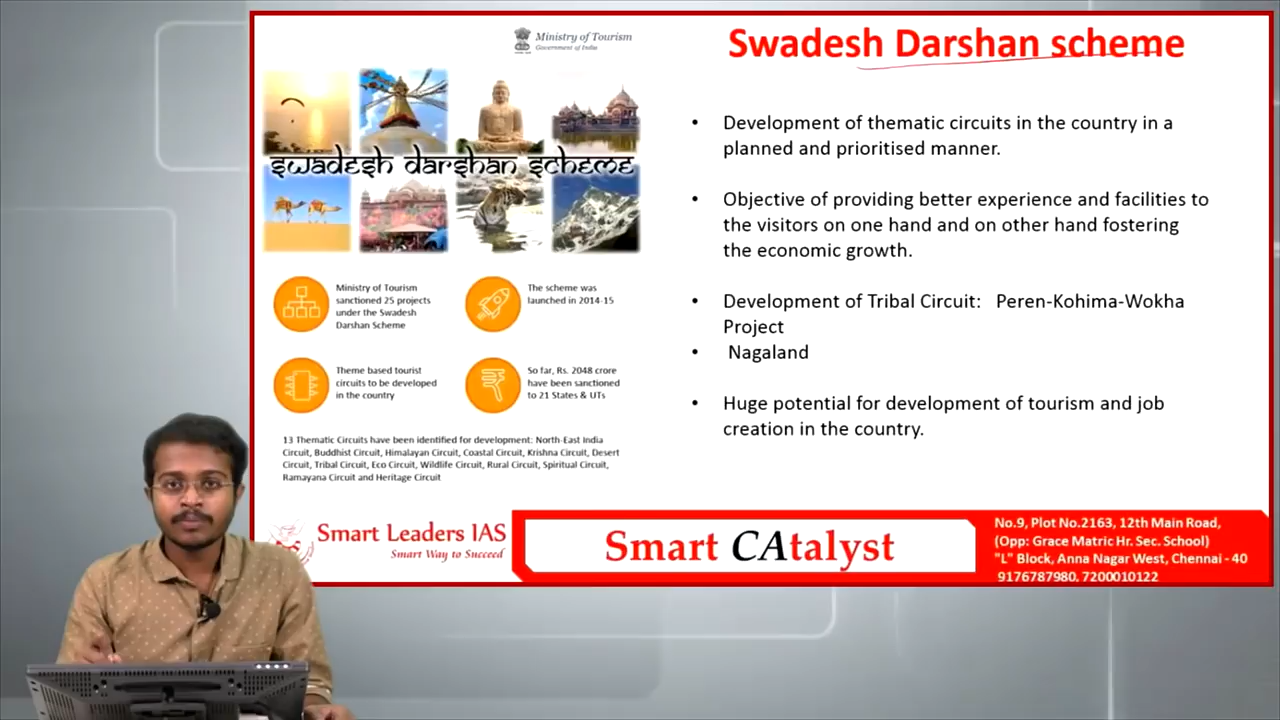 Ministry of Tourism
Government of India
Swadesh Darshan scheme
swadesh darshan scheme
Ministry of Tourism
sanctioned 25 projects
under the Swadesh
Darshan Scheme
The scheme was
launched in 2014-15
Theme based tourist
circuits to be developed
in the country
So far, Rs. 2048 crore
have been sanctioned
to 21 States & UTs
13 Thematic Circuits have been identified for development: North-East India
Circuit, Buddhist Circuit, Himalayan Circuit, Coastal Circuit, Krishna Circuit, Desert
Circuit, Tribal Circuit, Eco Circuit, Wildlife Circuit, Rural Circuit, Spiritual Circuit,
Ramayana Circuit and Heritage Circuit
• Development of thematic circuits in the country in a
planned and prioritised manner.
• Objective of providing better experience and facilities to
the visitors on one hand and on other hand fostering
the economic growth.
• Development of Tribal Circuit: Peren-Kohima-Wokha
Project
• Nagaland
• Huge potential for development of tourism and job
creation in the country.
Smart Leaders IAS
Smart Way to Succeed
Smart CAtalyst
No.9, Plot No.2163, 12th Main Road,
(Opp: Grace Matric Hr. Sec. School)
"L" Block, Anna Nagar West, Chennai - 40
9176787980, 7200010122